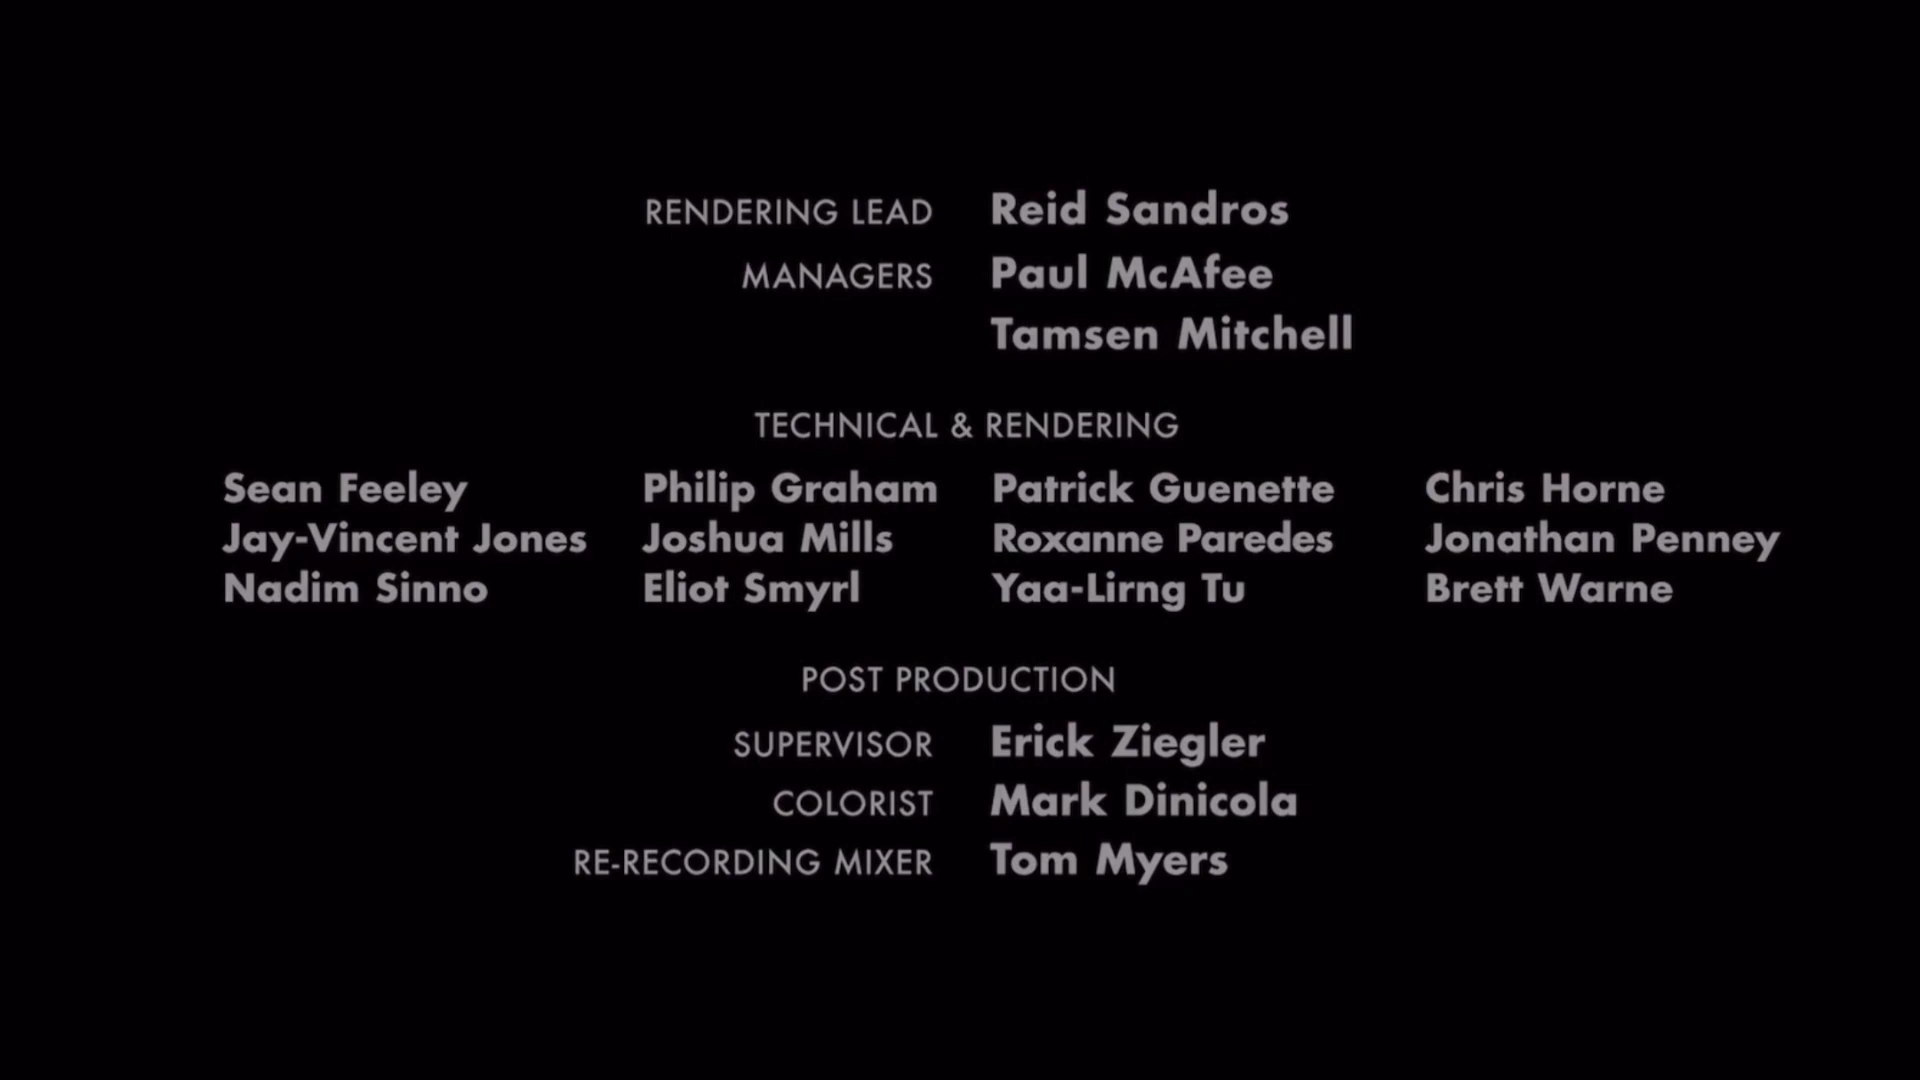 RENDERING LEAD Reid Sandros
MANAGERS Paul McAfee
Tamsen Mitchell
TECHNICAL & RENDERING
Sean Feeley Philip Graham Patrick Guenette Chris Horne
Jay-Vincent Jones Joshua Mills Roxanne Paredes Jonathan Penney
Nadim Sinno Eliot Smyrl Yaa-Lirng Tu Brett Warne
POST PRODUCTION
SUPERVISOR Erick Ziegler
COLORIST Mark Dinicola
RE-RECORDING MIXER Tom Myers